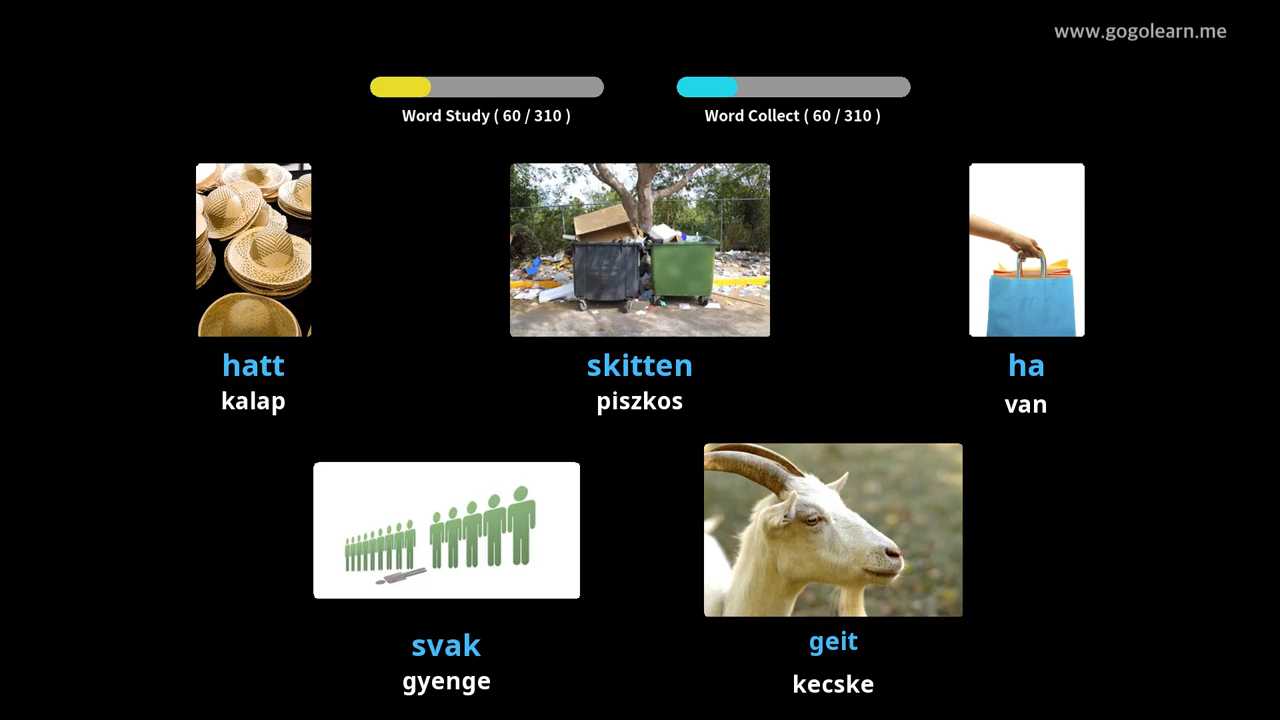 www.gogolearn.me
Word Study ( 60 / 310 )
Word Collect ( 60 / 310 )
hatt
kalap
skitten
piszkos
ha
van
svak
gyenge
geit
kecske